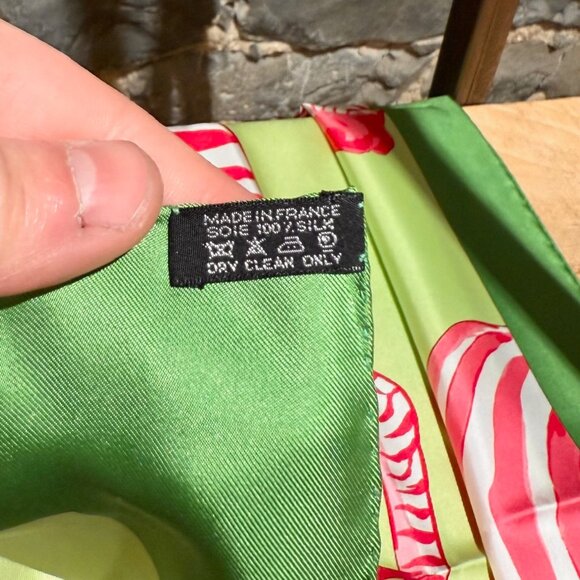 MADE IN FRANCE
SOIE 100% SILK
DRY CLEAN ONLY